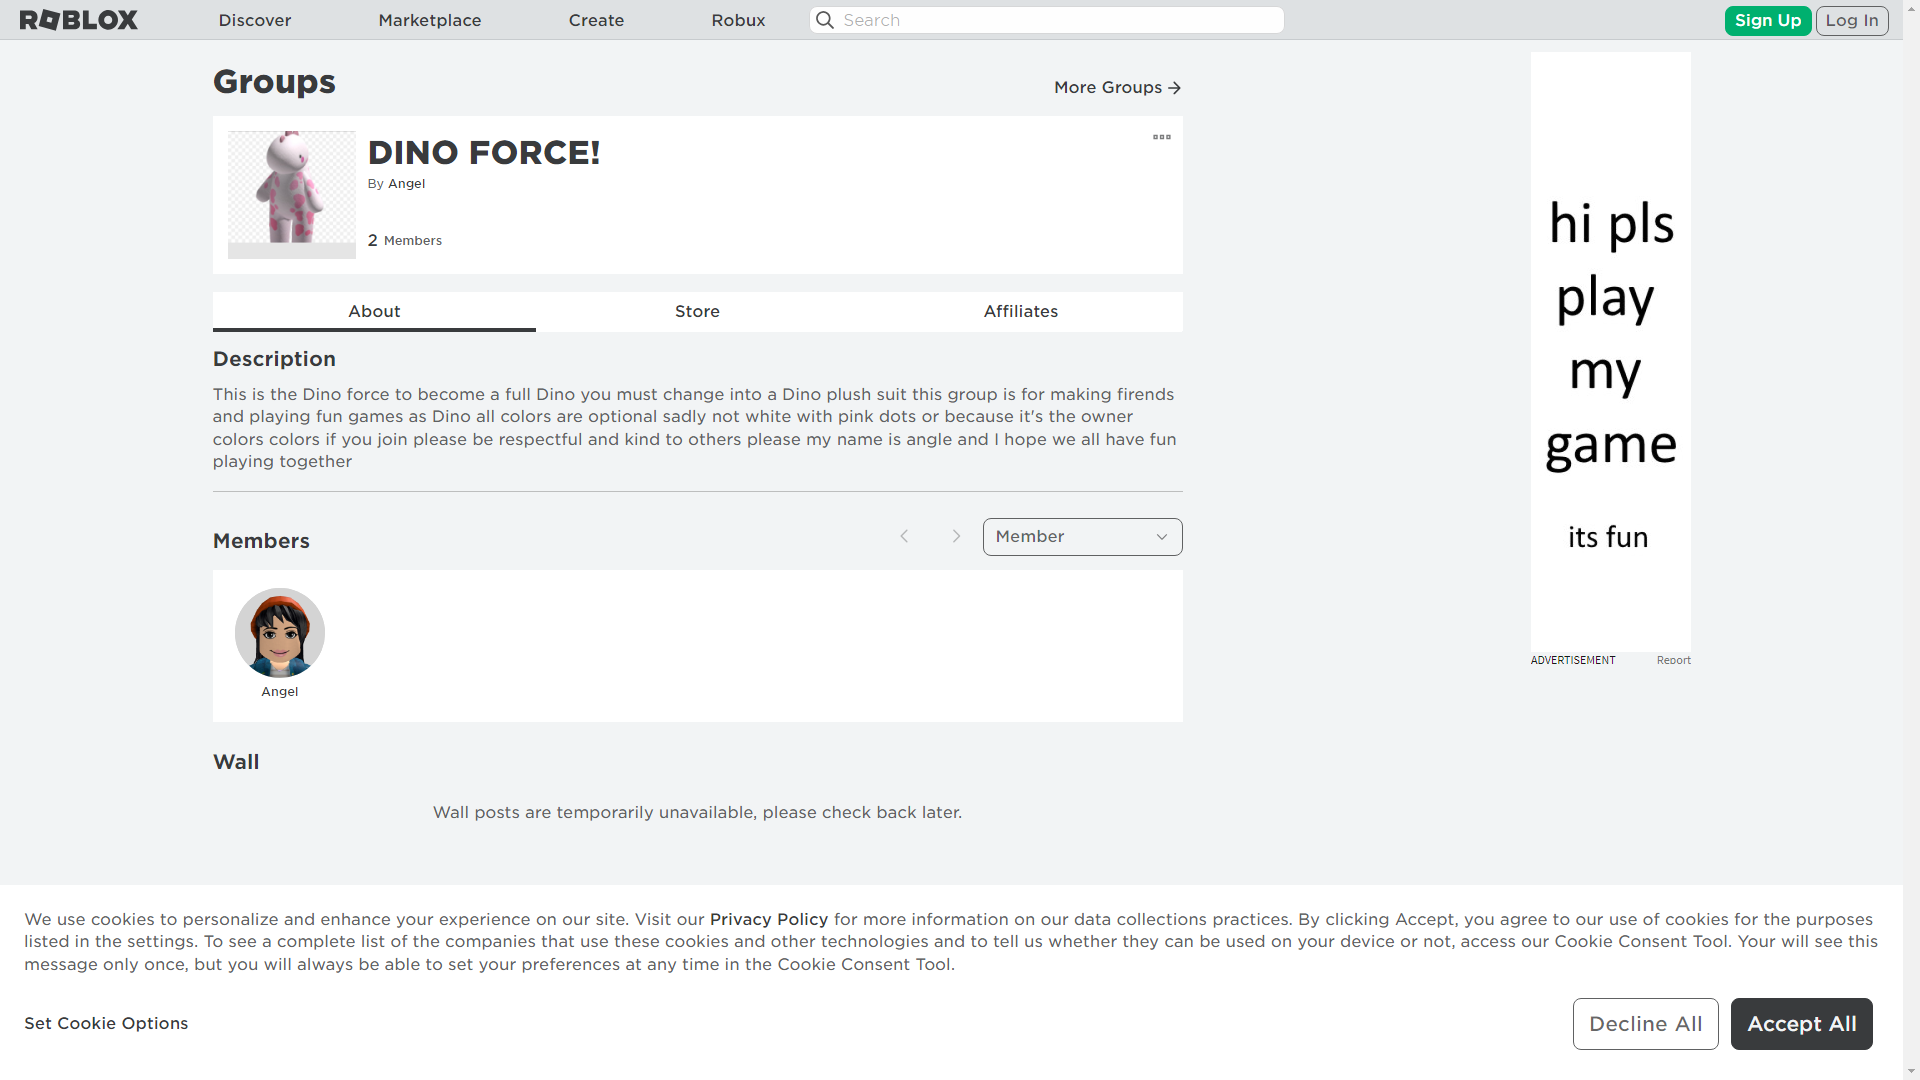 ROBLOX
Discover
Marketplace
Create
Robux
Search
Sign Up
Log In
Groups
More Groups
DINO FORCE!
By Angel
2 Members
About
Store
Affiliates
Description
This is the Dino force to become a full Dino you must change into a Dino plush suit this group is for making firends
and playing fun games as Dino all colors are optional sadly not white with pink dots or because it's the owner
colors colors if you join please be respectful and kind to others please my name is angle and I hope we all have fun
playing together
Members
Member
Angel
Wall
Wall posts are temporarily unavailable, please check back later.
hi pls
play
my
game
its fun
ADVERTISEMENT
Report
We use cookies to personalize and enhance your experience on our site. Visit our Privacy Policy for more information on our data collections practices. By clicking Accept, you agree to our use of cookies for the purposes
listed in the settings. To see a complete list of the companies that use these cookies and other technologies and to tell us whether they can be used on your device or not, access our Cookie Consent Tool. Your will see this
message only once, but you will always be able to set your preferences at any time in the Cookie Consent Tool.
Set Cookie Options
Decline All
Accept All